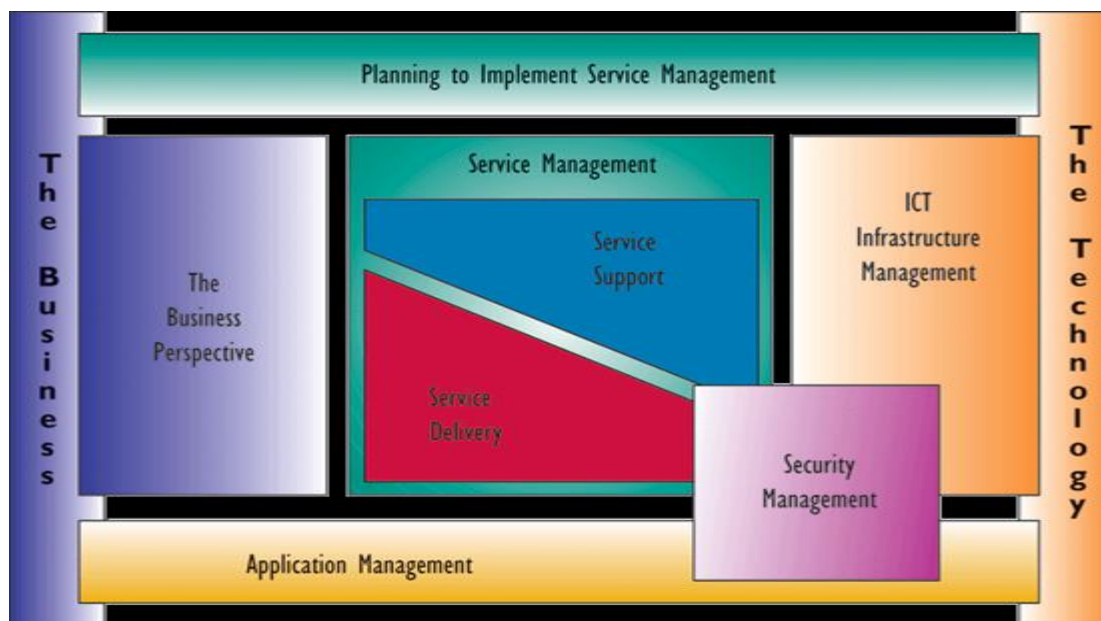 Planning to Implement Service Management
The Business
The
Business
Perspective
Service Management
Service
Support
Service
Delivery
ICT
Infrastructure
Management
The Technology
Security
Management
Application Management